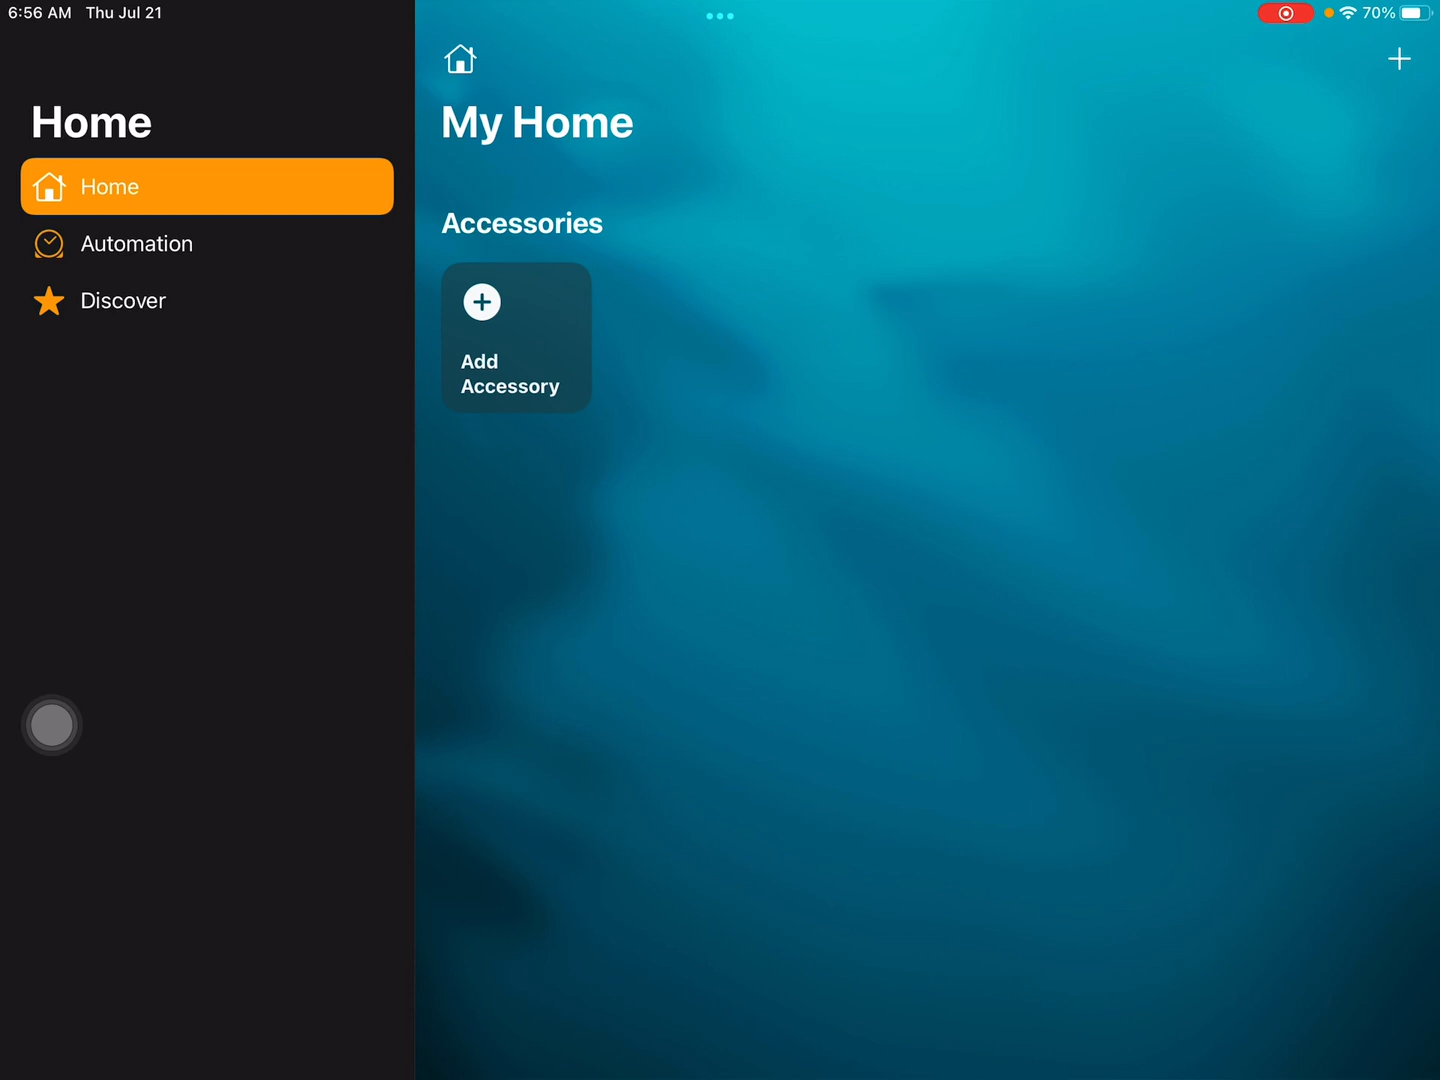 6:56 AM Thu Jul 21
70%
Home
Home
Automation
Discover
My Home
Accessories
Add
Accessory